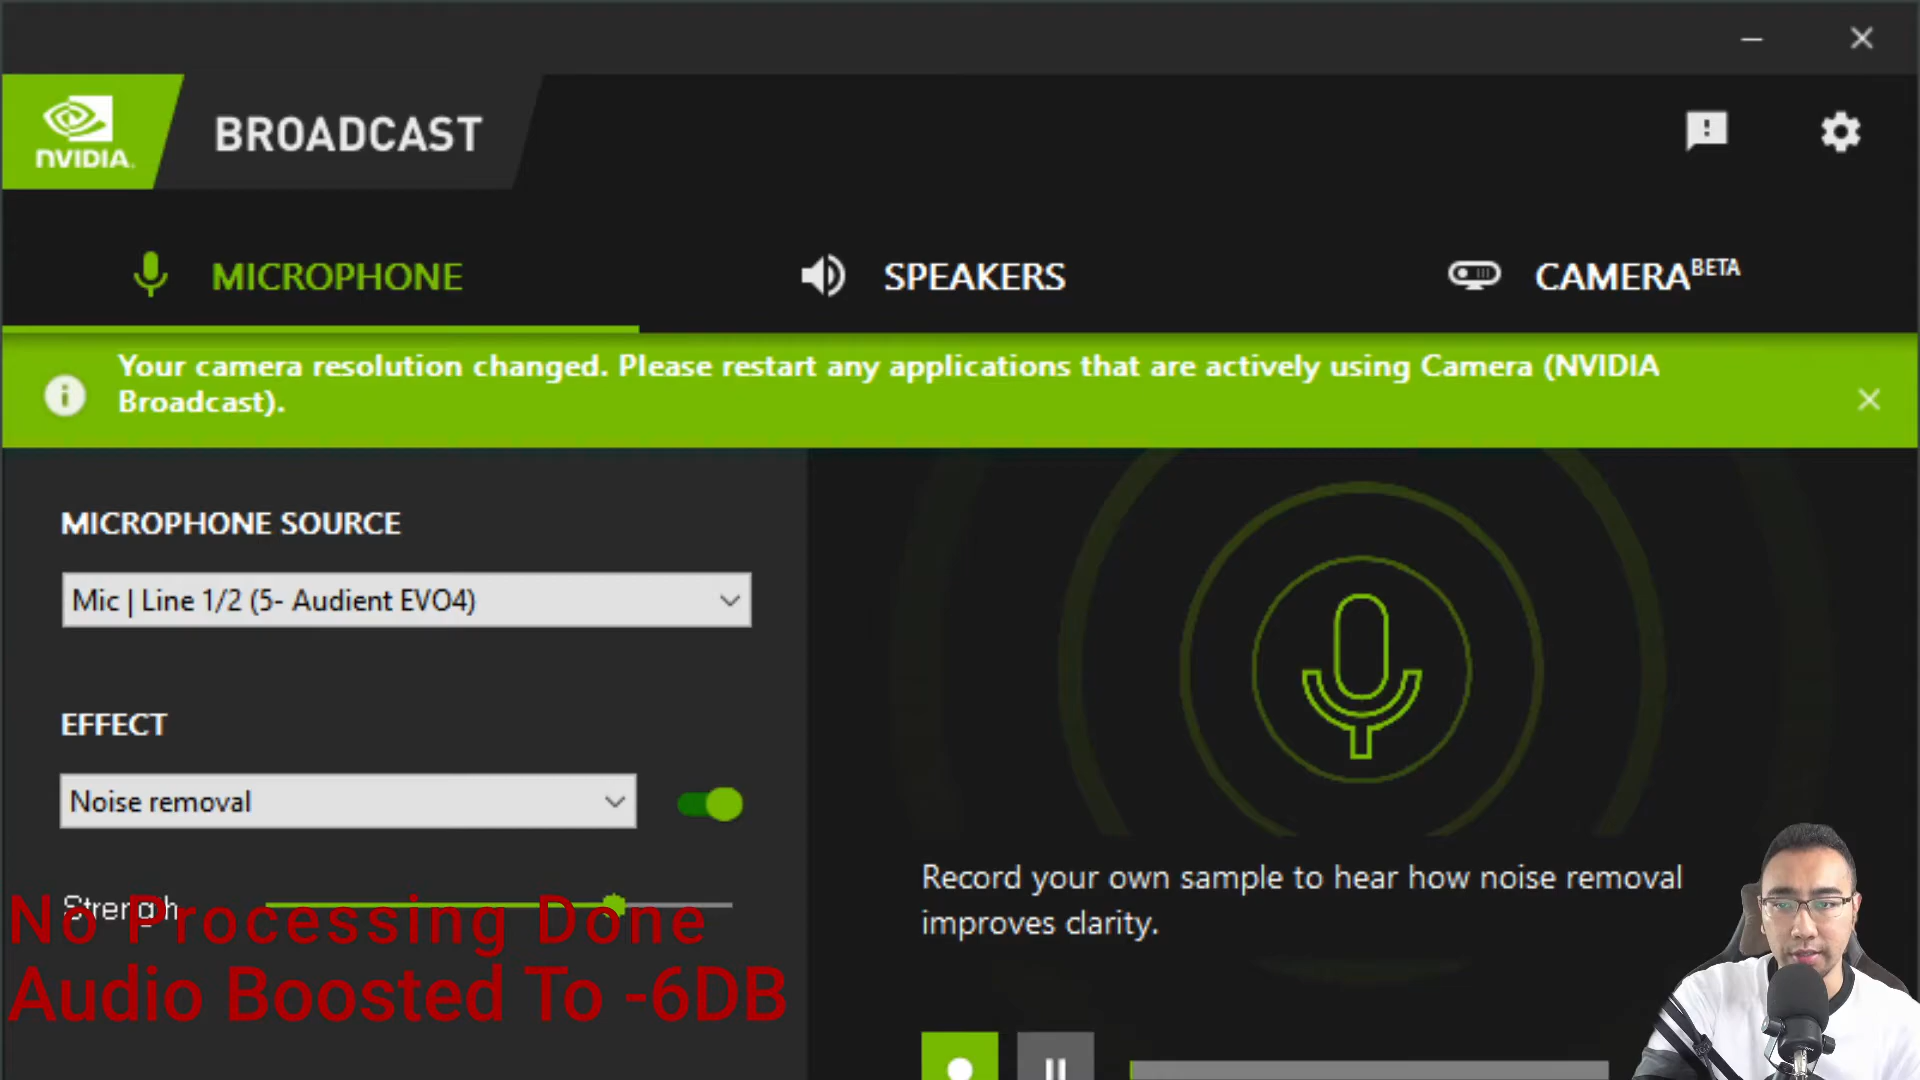 NVIDIA.
BROADCAST
MICROPHONE
SPEAKERS
CAMERABETA
Your camera resolution changed. Please restart any applications that are actively using Camera (NVIDIA
Broadcast).
MICROPHONE SOURCE
Mic | Line 1/2 (5- Audient EVO4)
EFFECT
Noise removal
Strength
No Processing Done
Audio Boosted To -6DB
Record your own sample to hear how noise removal
improves clarity.